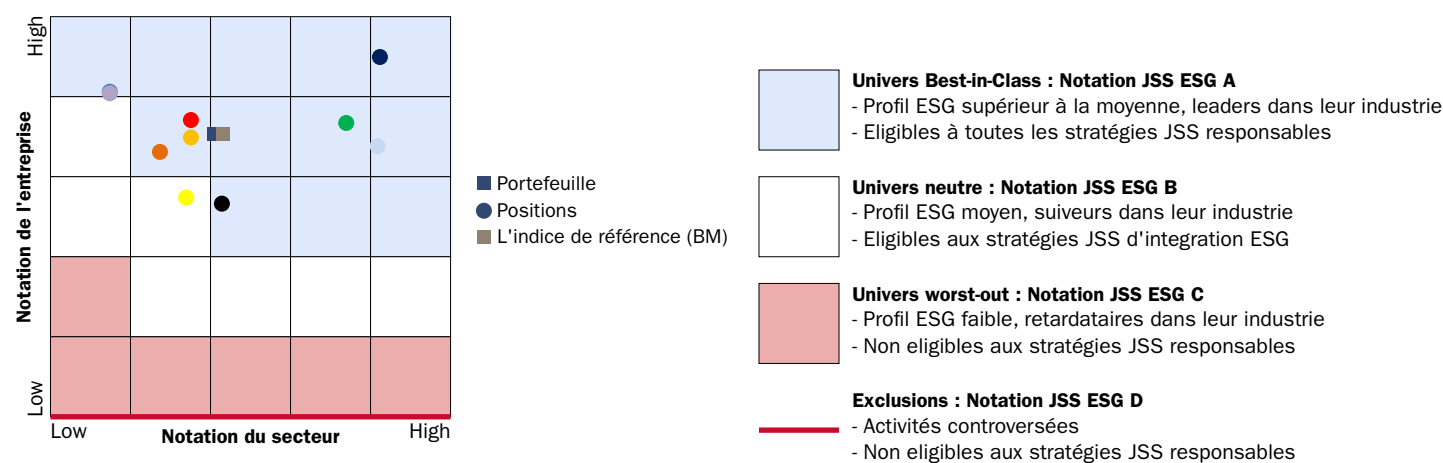 High
Notation de l'entreprise
Low
Low
Notation du secteur
High
Portefeuille
Positions
L'indice de référence (BM)
Univers Best-in-Class : Notation JSS ESG A
- Profil ESG supérieur à la moyenne, leaders dans leur industrie
- Eligibles à toutes les stratégies JSS responsables
Univers neutre : Notation JSS ESG B
- Profil ESG moyen, suiveurs dans leur industrie
- Eligibles aux stratégies JSS d'integration ESG
Univers worst-out : Notation JSS ESG C
- Profil ESG faible, retardataires dans leur industrie
- Non eligibles aux stratégies JSS responsables
Exclusions : Notation JSS ESG D
- Activités controversées
- Non eligibles aux stratégies JSS responsables